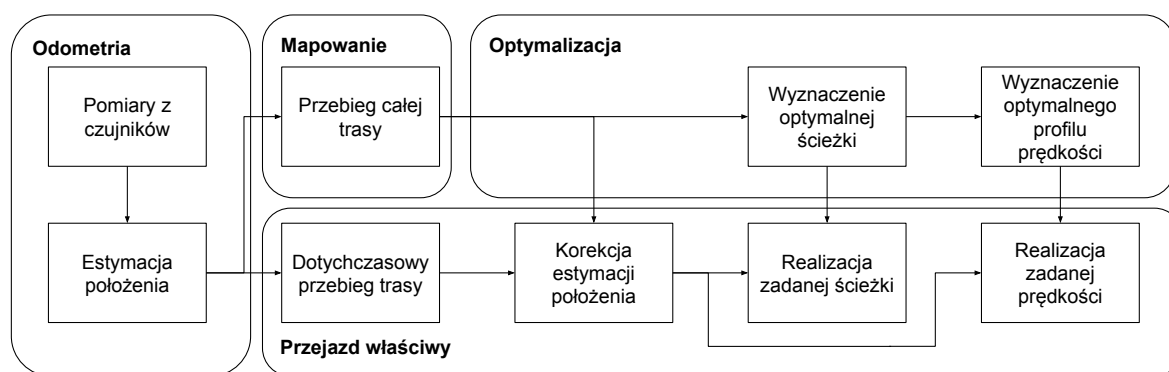 Odometria
Pomiary z
czujników
Estymacja
położenia
Mapowanie
Przebieg całej
trasy
Optymalizacja
Wyznaczenie
optymalnej
ścieżki
Wyznaczenie
optymalnego
profilu
prędkości
Dotychczasowy
przebieg trasy
Korekcja
estymacji
położenia
Realizacja
zadanej ścieżki
Realizacja
zadanej
prędkości
Przejazd właściwy